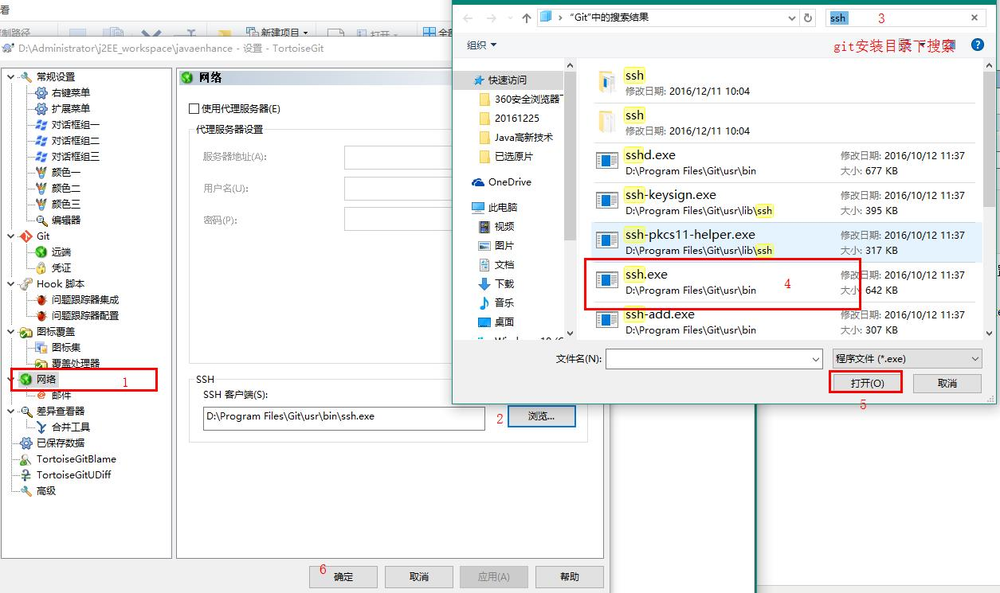 看
制路径
新建项目
打开
全部
D:\Administrator\j2EE_workspace\javaenhance - 设置 - TortoiseGit
常规设置
右键菜单
扩展菜单
对话框组一
对话框组二
对话框组三
颜色一
颜色二
颜色三
编辑器
Git
远端
凭证
Hook 脚本
问题跟踪器集成
问题跟踪器配置
图标覆盖
图标集
覆盖处理器
网络
1
邮件
差异查看器
合并工具
已保存数据
TortoiseGitBlame
TortoiseGitUDiff
高级
网络
使用代理服务器(E)
代理服务器设置
服务器地址(A):
用户名(U):
密码(P):
SSH
SSH 客户端(S):
D:\Program Files\Git\usr\bin\ssh.exe
2
浏览...
6
确定
取消
应用(A)
帮助
"Git"中的搜索结果
ssh
3
组织
git安装目录下搜索
快速访问
360安全浏览器下
20161225
Java高新技术
已选原片
OneDrive
此电脑
视频
图片
文档
下载
音乐
桌面
ssh
修改日期: 2016/12/11 10:04
ssh
修改日期: 2016/12/11 10:04
sshd.exe
修改日期: 2016/10/12 11:37
D:\Program Files\Git\usr\bin
大小: 677 KB
ssh-keysign.exe
修改日期: 2016/10/12 11:37
D:\Program Files\Git\usr\lib\ssh
大小: 395 KB
ssh-pkcs11-helper.exe
修改日期: 2016/10/12 11:37
D:\Program Files\Git\usr\lib\ssh
大小: 317 KB
ssh.exe
4
修改日期: 2016/10/12 11:37
D:\Program Files\Git\usr\bin
大小: 642 KB
ssh-add.exe
修改日期: 2016/10/12 11:37
D:\Program Files\Git\usr\bin
大小: 307 KB
文件名(N):
程序文件 (*.exe)
打开(O)
取消
5